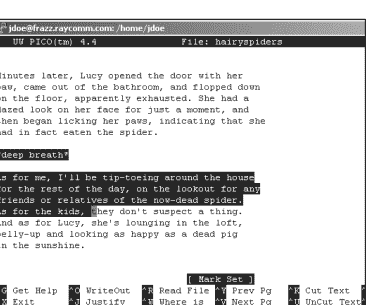 jdoe@frazz.raycomm.com: /home/jdoe
UW PICO(tm) 4.4 File: hairyspiders
inutes later, Lucy opened the door with her
paw, came out of the bathroom, and flopped down
on the floor, apparently exhausted. She had a
dazed look on her face for just a moment, and
then began licking her paws, indicating that she
had in fact eaten the spider.
*deep breath*
As for me, I'll be tip-toeing around the house
for the rest of the day, on the lookout for any
friends or relatives of the now-dead spider.
As for the kids, they don't suspect a thing.
And as for Lucy, she's lounging in the loft,
belly-up and looking as happy as a dead pig
in the sunshine.
[ Mark Set ]
G Get Help ^O WriteOut ^R Read File ^Y Prev Pg ^K Cut Text
X Exit ^J Justify ^W Where is ^V Next Pg ^U UnCut Text